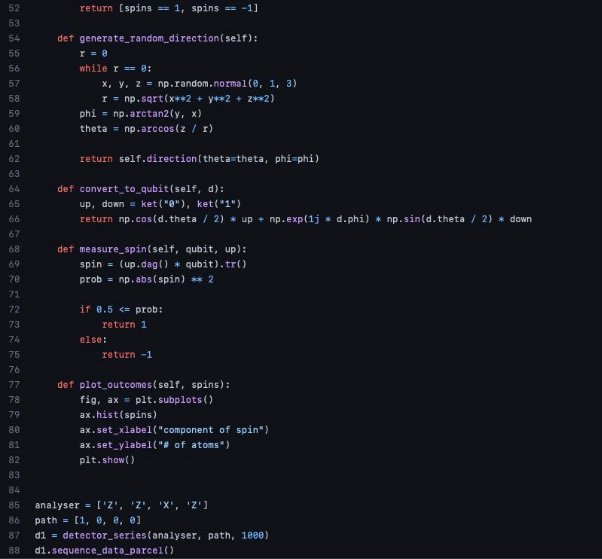 52 return [spins == 1, spins == -1]
53
54 def generate_random_direction(self):
55 r = 0
56 while r == 0:
57 x, y, z = np.random.normal(0, 1, 3)
58 r = np.sqrt(x**2 + y**2 + z**2)
59 phi = np.arctan2(y, x)
60 theta = np.arccos(z / r)
61
62 return self.direction(theta=theta, phi=phi)
63
64 def convert_to_qubit(self, d):
65 up, down = ket("0"), ket("1")
66 return np.cos(d.theta / 2) * up + np.exp(1j * d.phi) * np.sin(d.theta / 2) * down
67
68 def measure_spin(self, qubit, up):
69 spin = (up.dag() * qubit).tr()
70 prob = np.abs(spin) ** 2
71
72 if 0.5 <= prob:
73 return 1
74 else:
75 return -1
76
77 def plot_outcomes(self, spins):
78 fig, ax = plt.subplots()
79 ax.hist(spins)
80 ax.set_xlabel("component of spin")
81 ax.set_ylabel("# of atoms")
82 plt.show()
83
84
85 analyser = ['Z', 'Z', 'X', 'Z']
86 path = [1, 0, 0, 0]
87 d1 = detector_series(analyser, path, 1000)
88 d1.sequence_data_parcel()